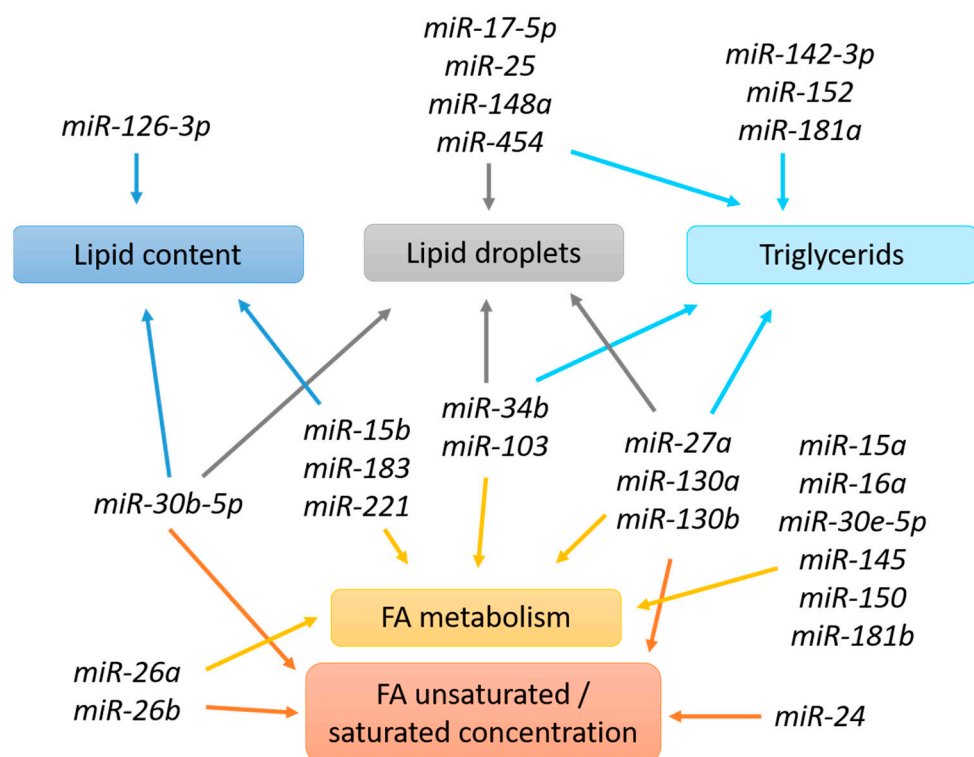 miR-17-5p
miR-25
miR-148a
miR-454
miR-142-3p
miR-152
miR-181a
miR-126-3p
Lipid content
Lipid droplets
Triglycerids
miR-34b
miR-103
miR-15b
miR-183
miR-221
miR-27a
miR-130a
miR-130b
miR-15a
miR-16a
miR-30e-5p
miR-145
miR-150
miR-181b
miR-30b-5p
FA metabolism
miR-26a
miR-26b
FA unsaturated /
saturated concentration
miR-24